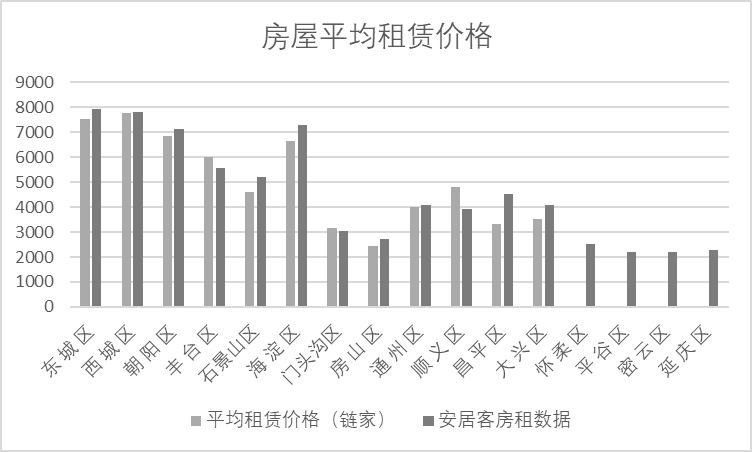 房屋平均租赁价格
9000
8000
7000
6000
5000
4000
3000
2000
1000
0
东城区
西城区
朝阳区
丰台区
石景山区
海淀区
门头沟区
房山区
通州区
顺义区
昌平区
大兴区
怀柔区
平谷区
密云区
延庆区
平均租赁价格（链家） 安居客房租数据